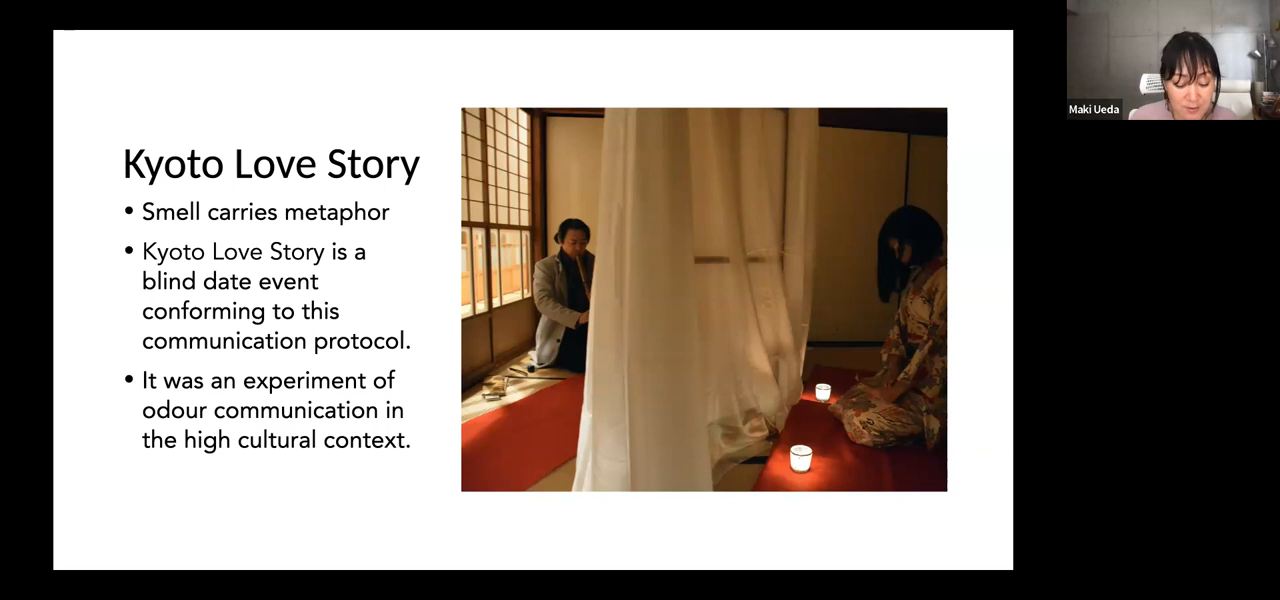 Kyoto Love Story
• Smell carries metaphor
• Kyoto Love Story is a
blind date event
conforming to this
communication protocol.
• It was an experiment of
odour communication in
the high cultural context.
Maki Ueda